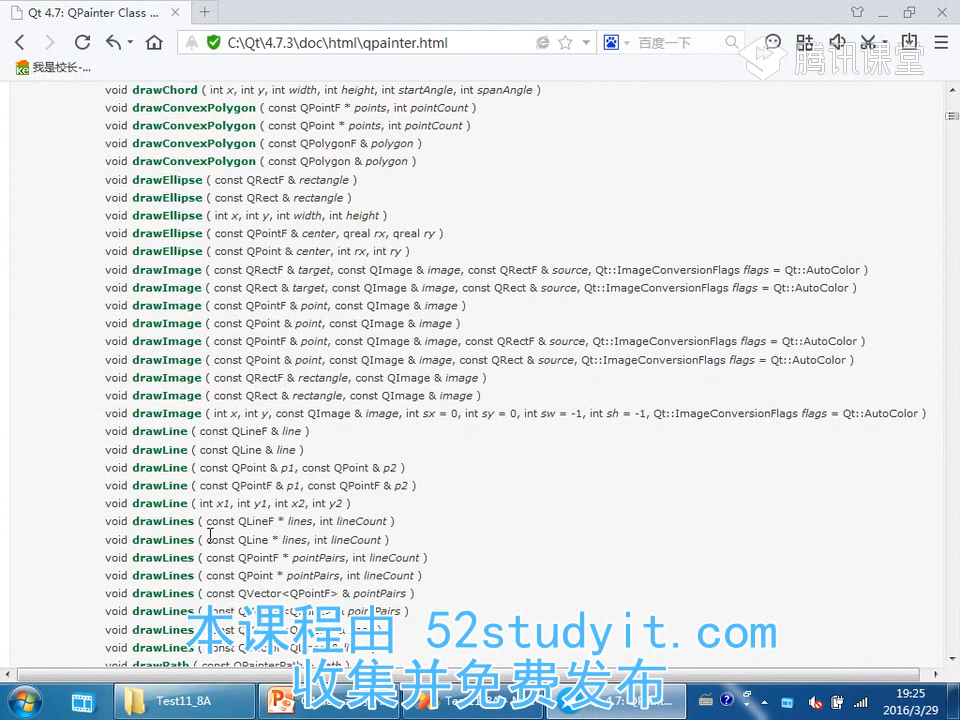 Qt 4.7: QPainter Class ...
C:\Qt\4.7.3\doc\html\qpainter.html
百度一下
我是校长-...
腾讯课堂
void drawChord ( int x, int y, int width, int height, int startAngle, int spanAngle )
void drawConvexPolygon ( const QPointF * points, int pointCount )
void drawConvexPolygon ( const QPoint * points, int pointCount )
void drawConvexPolygon ( const QPolygonF & polygon )
void drawConvexPolygon ( const QPolygon & polygon )
void drawEllipse ( const QRectF & rectangle )
void drawEllipse ( const QRect & rectangle )
void drawEllipse ( int x, int y, int width, int height )
void drawEllipse ( const QPointF & center, qreal rx, qreal ry )
void drawEllipse ( const QPoint & center, int rx, int ry )
void drawImage ( const QRectF & target, const QImage & image, const QRectF & source, Qt::ImageConversionFlags flags = Qt::AutoColor )
void drawImage ( const QRect & target, const QImage & image, const QRect & source, Qt::ImageConversionFlags flags = Qt::AutoColor )
void drawImage ( const QPointF & point, const QImage & image )
void drawImage ( const QPoint & point, const QImage & image )
void drawImage ( const QPointF & point, const QImage & image, const QRectF & source, Qt::ImageConversionFlags flags = Qt::AutoColor )
void drawImage ( const QPoint & point, const QImage & image, const QRect & source, Qt::ImageConversionFlags flags = Qt::AutoColor )
void drawImage ( const QRectF & rectangle, const QImage & image )
void drawImage ( const QRect & rectangle, const QImage & image )
void drawImage ( int x, int y, const QImage & image, int sx = 0, int sy = 0, int sw = -1, int sh = -1, Qt::ImageConversionFlags flags = Qt::AutoColor )
void drawLine ( const QLineF & line )
void drawLine ( const QLine & line )
void drawLine ( const QPoint & p1, const QPoint & p2 )
void drawLine ( const QPointF & p1, const QPointF & p2 )
void drawLine ( int x1, int y1, int x2, int y2 )
void drawLines ( const QLineF * lines, int lineCount )
void drawLines ( const QLine * lines, int lineCount )
void drawLines ( const QPointF * pointPairs, int lineCount )
void drawLines ( const QPoint * pointPairs, int lineCount )
void drawLines ( const QVector<QPointF> & pointPairs )
void drawLines
void drawLines
void drawLines
void drawPath ( const QPainterPath &
本课程由 52studyit.com
收集并免费发布
Test11_8A
19:25
2016/3/29